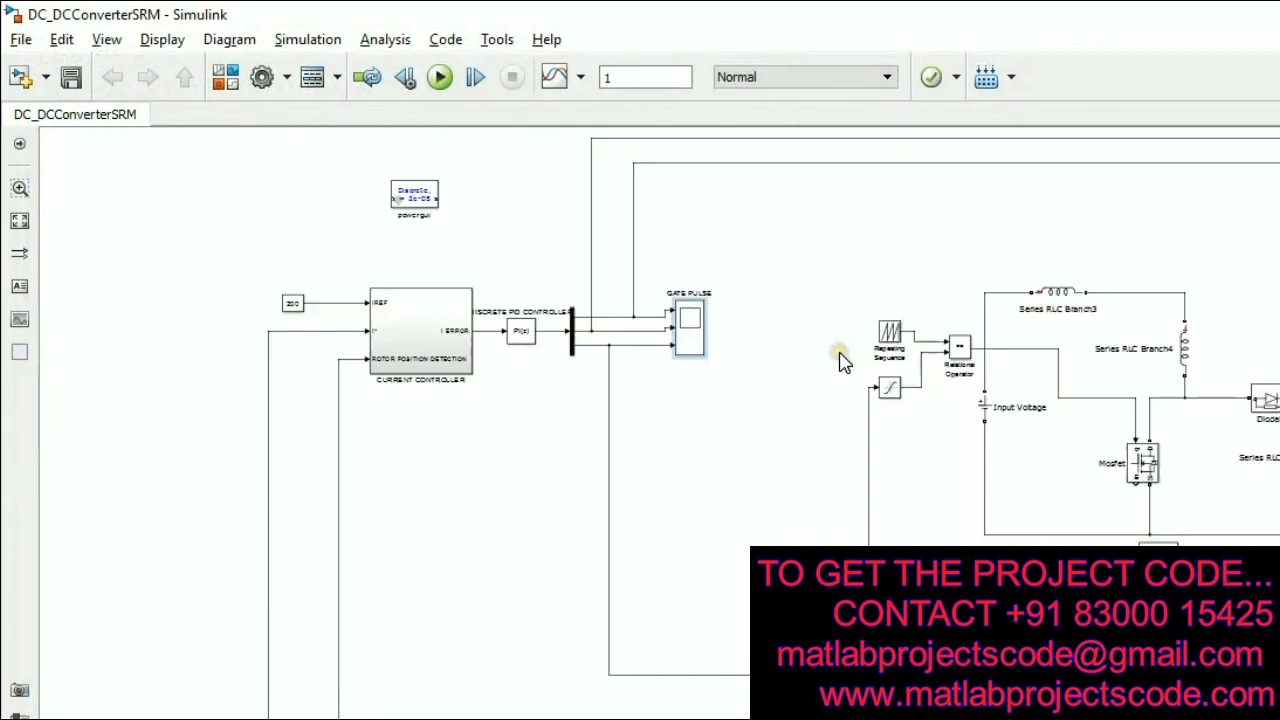 DC_DCConverterSRM - Simulink
File Edit View Display Diagram Simulation Analysis Code Tools Help
1
Normal
DC_DCConverterSRM
Discrete,
powergui
GATE PULSE
200
IREF
I*
I ERROR
ROTOR POSITION DETECTION
CURRENT CONTROLLER
DISCRETE PID CONTROLLER
PI(z)
Repeating
Sequence
Relational
Operator
Series RLC Branch3
Series RLC Branch4
Input Voltage
Mosfet
Diode
Series RLC
TO GET THE PROJECT CODE...
CONTACT +91 83000 15425
matlabprojectscode@gmail.com
www.matlabprojectscode.com